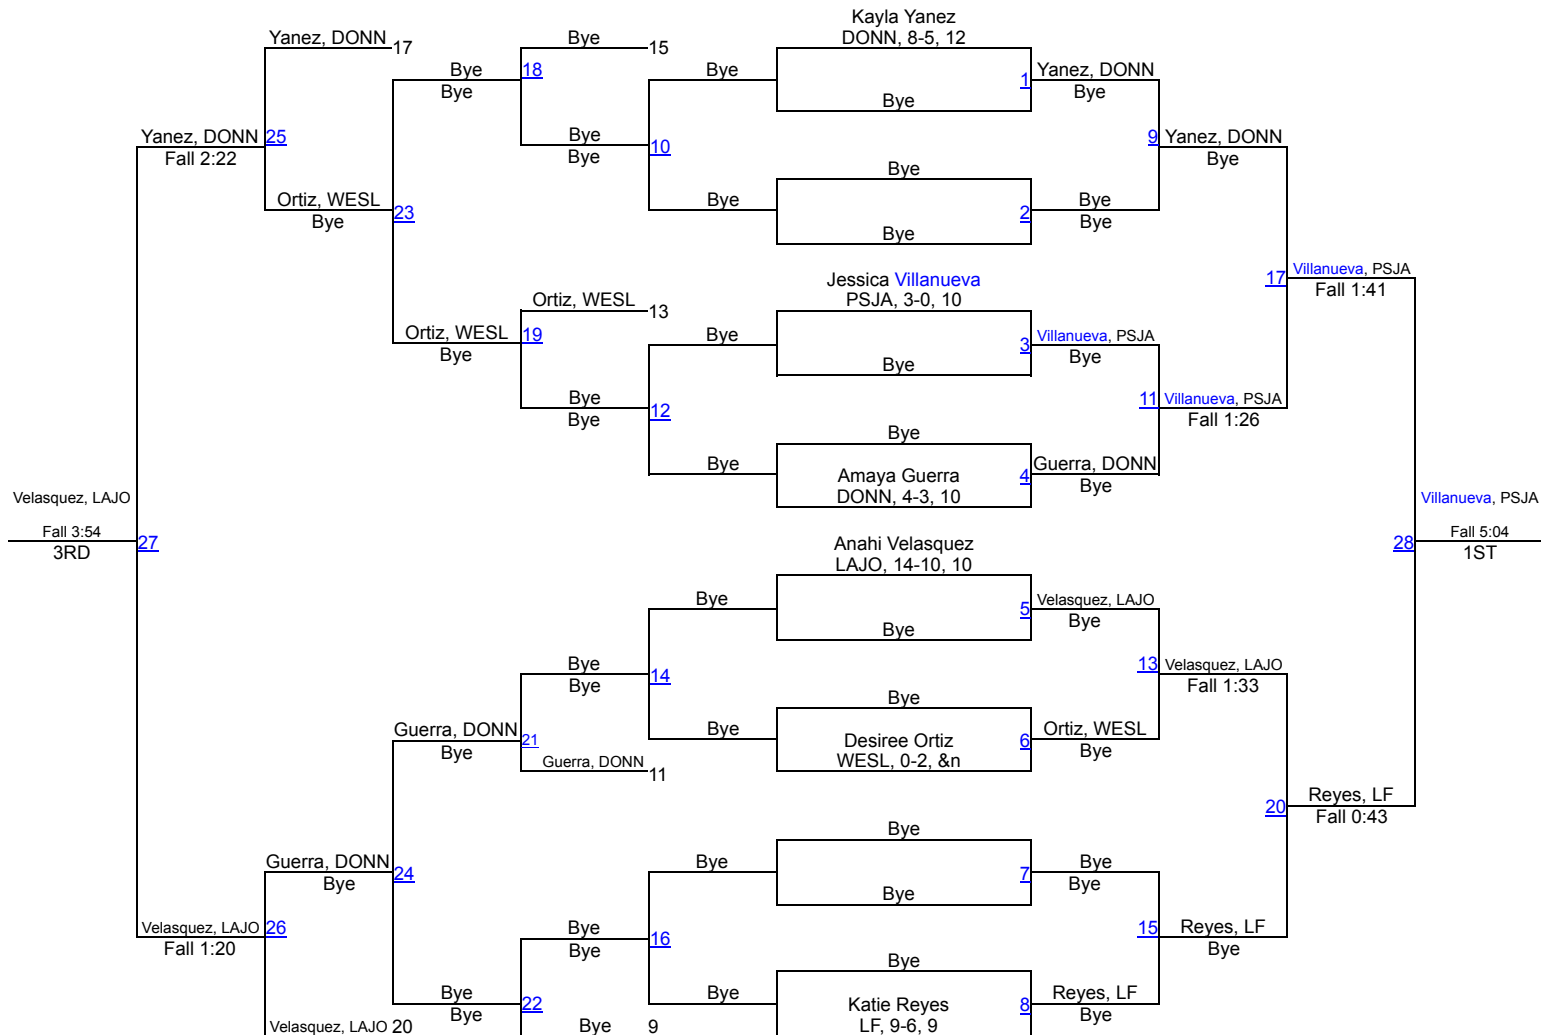 Kayla Yanez
Yanez, DONN 17 Bye 15 DONN, 8-5, 12
Bye 18 Bye 1 Yanez, DONN
Bye Bye Bye
Yanez, DONN 25 Bye 10 9 Yanez, DONN
Fall 2:22 Bye Bye Bye
Ortiz, WESL 23 Bye 2 Bye
Bye Bye Bye
Jessica Villanueva 17 Villanueva, PSJA
Ortiz, WESL 13 PSJA, 3-0, 10 Fall 1:41
Ortiz, WESL 19 Bye 3 Villanueva, PSJA
Bye Bye Bye
Bye 12 11 Villanueva, PSJA
Bye Bye Fall 1:26
Bye Amaya Guerra 4 Guerra, DONN
DONN, 4-3, 10 Bye
Velasquez, LAJO Villanueva, PSJA
Fall 3:54 27 Anahi Velasquez 28 Fall 5:04
3RD LAJO, 14-10, 10 1ST
Bye 5 Velasquez, LAJO
Bye Bye
Bye 14 13 Velasquez, LAJO
Bye Bye Fall 1:33
Guerra, DONN 21 Bye Desiree Ortiz 6 Ortiz, WESL
Bye Guerra, DONN 11 WESL, 0-2, &n Bye
20 Reyes, LF
Bye Fall 0:43
Guerra, DONN 24 Bye 7 Bye
Bye Bye Bye
Velasquez, LAJO 26 Bye 16 15 Reyes, LF
Fall 1:20 Bye Bye Bye
Bye 22 Bye Katie Reyes 8 Reyes, LF
Bye Bye
Velasquez, LAJO 20 Bye 9 LF, 9-6, 9